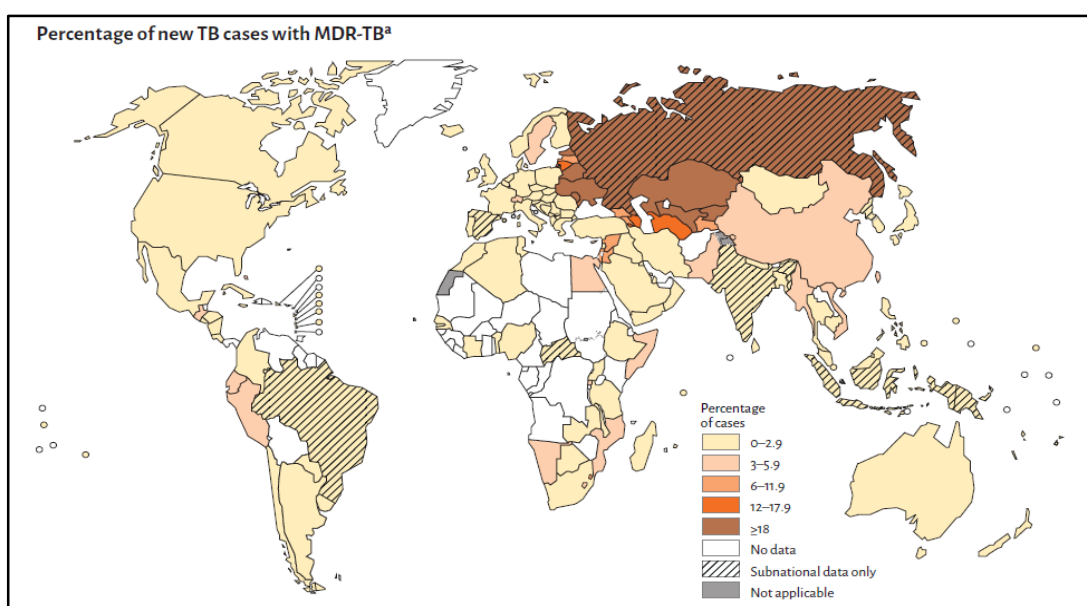 Percentage of new TB cases with MDR-TBª
Percentage
of cases
0–2.9
3–5.9
6–11.9
12–17.9
≥18
No data
Subnational data only
Not applicable